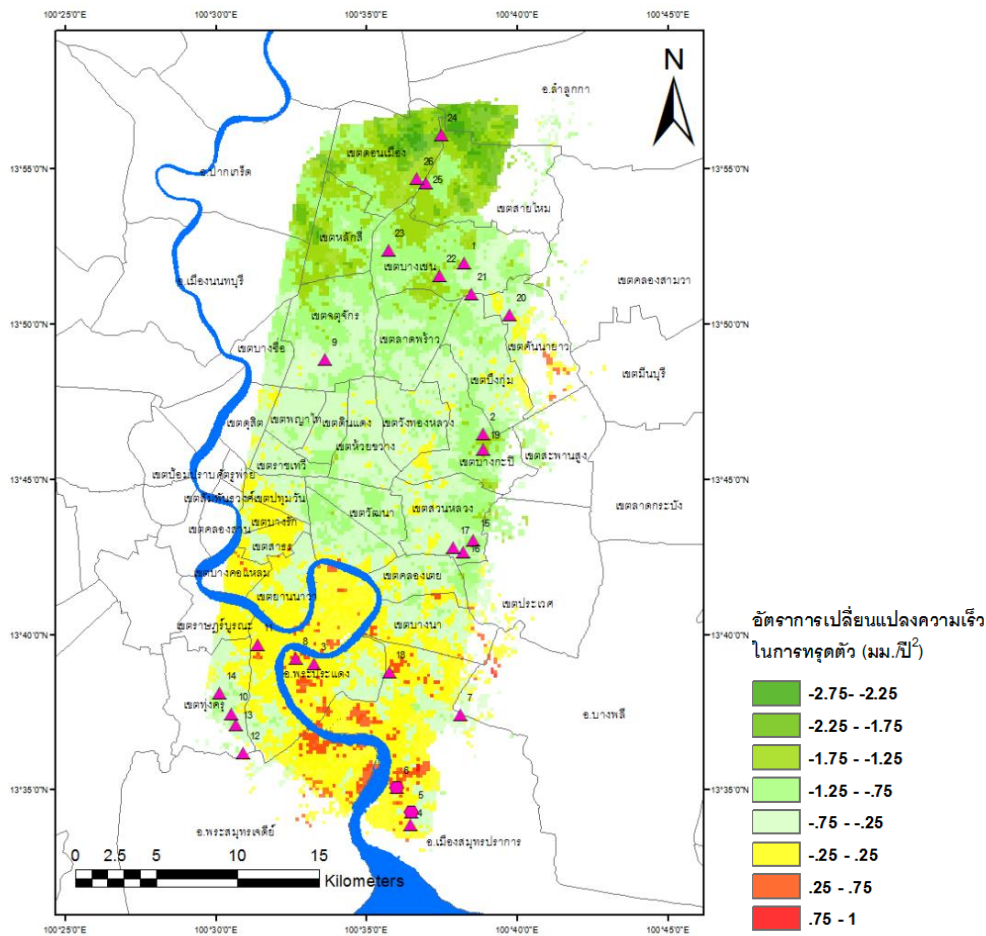 100°25'0"E 100°30'0"E 100°35'0"E 100°40'0"E 100°45'0"E
N
อ.ลำลูกกา
24
เขตดอนเมือง
13°55'0"N 13°55'0"N
อ.ปากเกร็ด
26
25
เขตสายไหม
เขตหลักสี่
23
1
เขตบางเขน
22
21
เขตคลองสามวา
อ.เมืองนนทบุรี
20
13°50'0"N 13°50'0"N
เขตจตุจักร
เขตลาดพร้าว
เขตคันนายาว
เขตบางซื่อ
9
เขตมีนบุรี
เขตบึงกุ่ม
2
เขตดุสิต
เขตพญาไท
เขตดินแดง
เขตวังทองหลาง
19
เขตห้วยขวาง
เขตสะพานสูง
เขตบางกะปิ
เขตราชเทวี
เขตป้อมปราบศัตรูพ่าย
13°45'0"N 13°45'0"N
เขตสัมพันธวงศ์
เขตปทุมวัน
เขตลาดกระบัง
เขตสวนหลวง
เขตวัฒนา
เขตบางรัก
เขตคลองสาน
15
17
16
เขตสาธร
เขตบางคอแหลม
เขตคลองเตย
เขตยานนาวา
เขตประเวศ
เขตราษฎร์บูรณะ
เขตบางนา
13°40'0"N 13°40'0"N
11
8
3
18
อ.พระประแดง
14
10
เขตทุ่งครุ
13
7
อ.บางพลี
12
6
13°35'0"N 13°35'0"N
5
4
อ.พระสมุทรเจดีย์
อ.เมืองสมุทรปราการ
0 2.5 5 10 15
Kilometers
100°25'0"E 100°30'0"E 100°35'0"E 100°40'0"E 100°45'0"E
อัตราการเปลี่ยนแปลงความเร็ว
ในการทรุดตัว (มม./ปี²)
-2.75- -2.25
-2.25 - -1.75
-1.75 - -1.25
-1.25 - -.75
-.75 - -.25
-.25 - .25
.25 - .75
.75 - 1